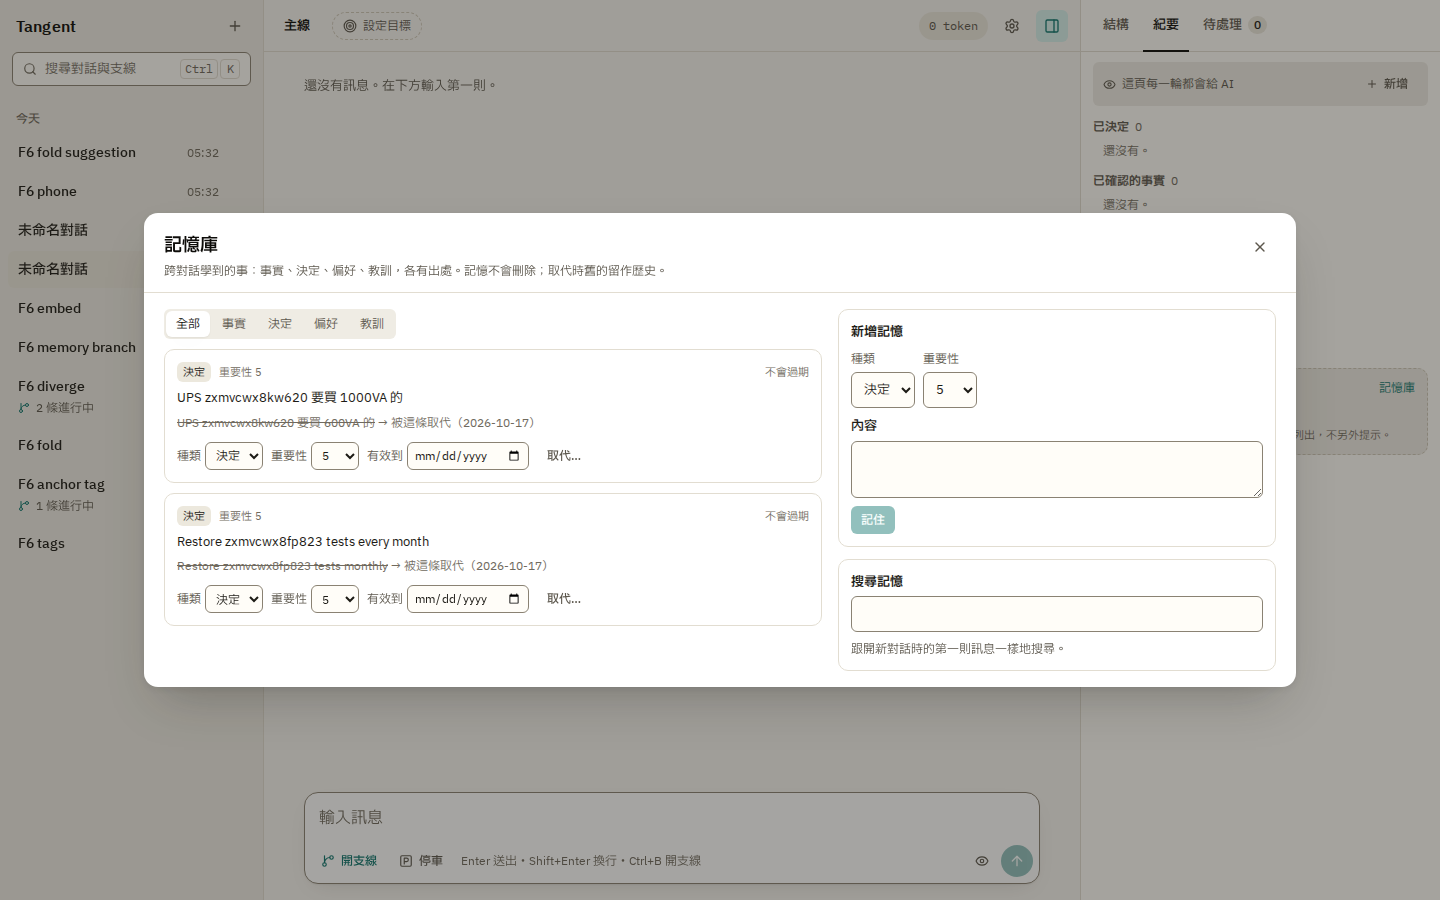 Tangent
搜尋對話與支線 Ctrl K
今天
F6 fold suggestion 05:32
F6 phone 05:32
未命名對話
未命名對話
F6 embed
F6 memory branch
F6 diverge
2 條進行中
F6 fold
F6 anchor tag
1 條進行中
F6 tags
主線 設定目標 0 token
還沒有訊息。在下方輸入第一則。
結構 紀要 待處理 0
這頁每一輪都會給 AI 新增
已決定 0
還沒有。
已確認的事實 0
還沒有。
記憶庫
列出，不另外提示。
記憶庫
跨對話學到的事：事實、決定、偏好、教訓，各有出處。記憶不會刪除；取代時舊的留作歷史。
全部 事實 決定 偏好 教訓
決定 重要性 5 不會過期
UPS zxmvcwx8kw620 要買 1000VA 的
UPS zxmvcwx8kw620 要買 600VA 的 → 被這條取代（2026-10-17）
種類 決定 重要性 5 有效到 mm/dd/yyyy 取代...
決定 重要性 5 不會過期
Restore zxmvcwx8fp823 tests every month
Restore zxmvcwx8fp823 tests monthly → 被這條取代（2026-10-17）
種類 決定 重要性 5 有效到 mm/dd/yyyy 取代...
新增記憶
種類 重要性
決定 5
內容
記住
搜尋記憶
跟開新對話時的第一則訊息一樣地搜尋。
輸入訊息
開支線 停車 Enter 送出・Shift+Enter 換行・Ctrl+B 開支線